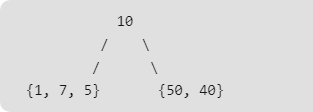 10
/ \
/ \
{1, 7, 5} {50, 40}